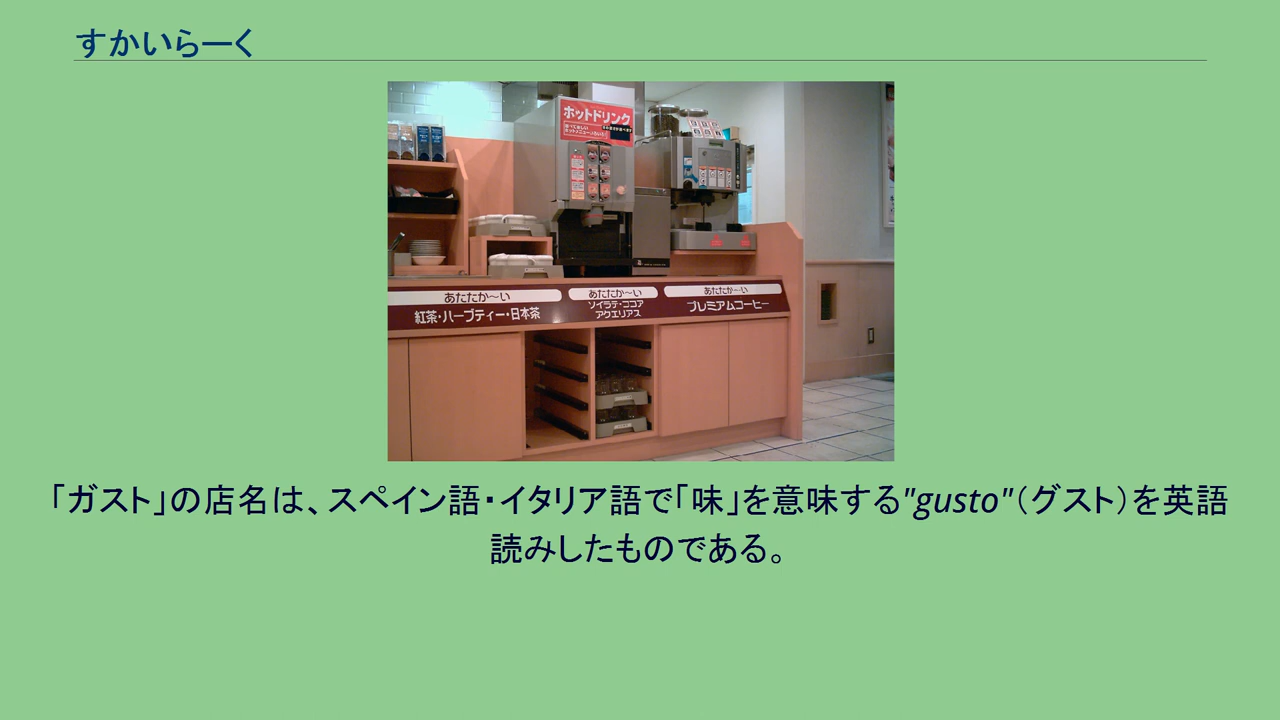 すかいらーく
ホットドリンク
あたたか〜い
あたたか〜い
あたたか〜い
紅茶・ハーブティー・日本茶
ソイラテ・ココア
アクエリアス
プレミアムコーヒー
「ガスト」の店名は、スペイン語・イタリア語で「味」を意味する"gusto"（グスト）を英語
読みしたものである。